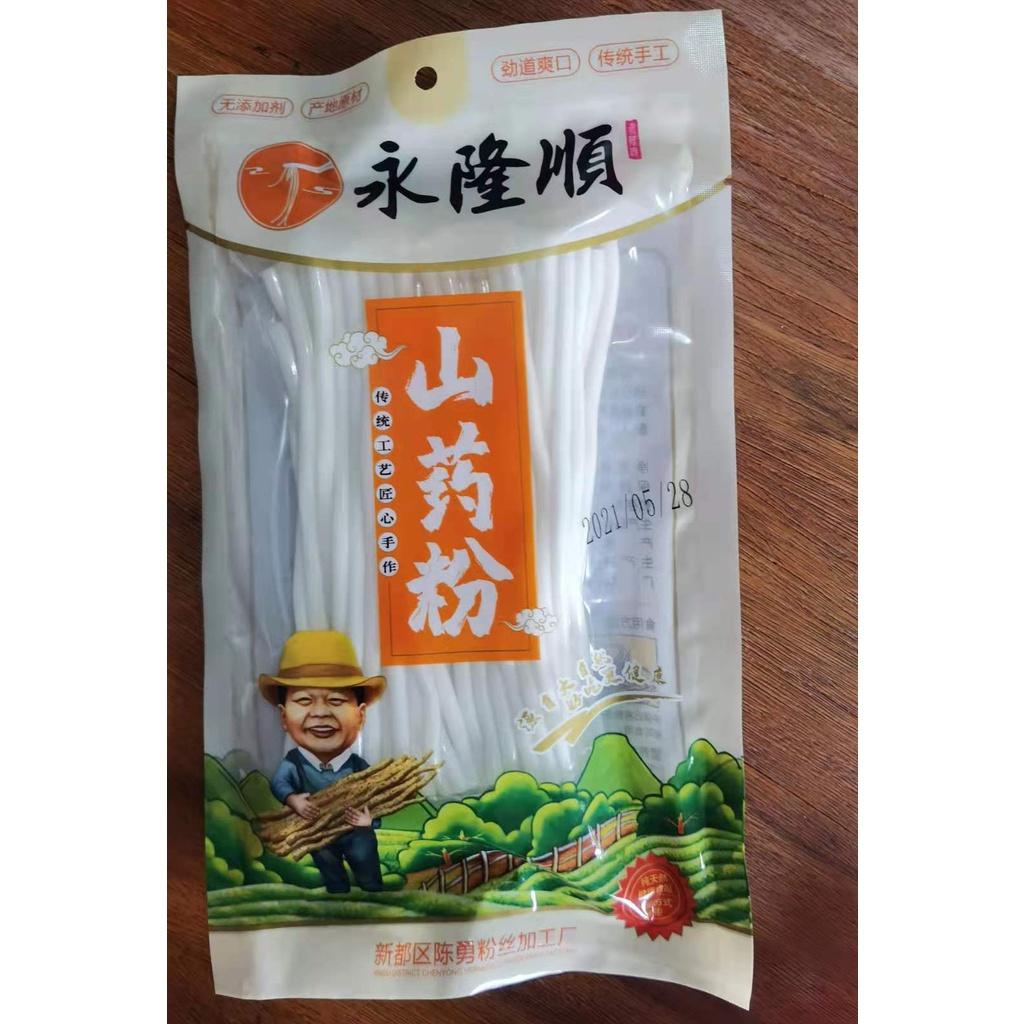 劲道爽口
传统手工
无添加剂
产地原材
永隆順
山药粉
传统工艺匠心手作
2021/05/28
新都区陈勇粉丝加工厂